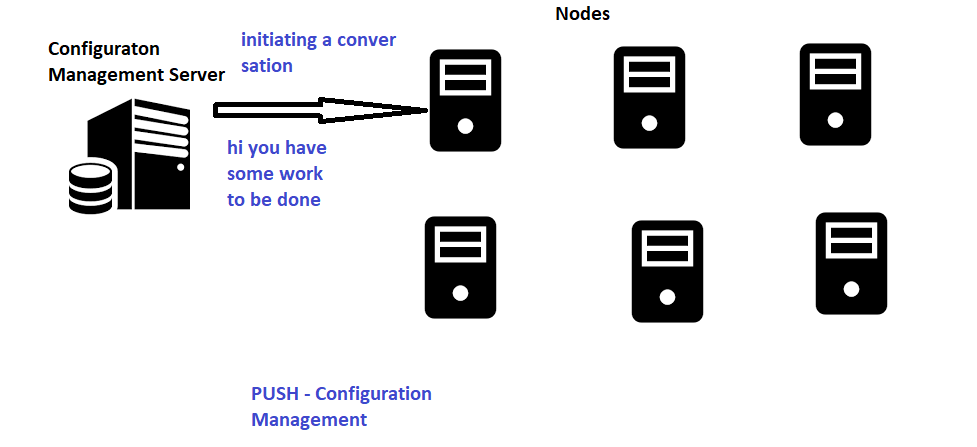 Nodes
Configuraton
Management Server
initiating a conver
sation
hi you have
some work
to be done
PUSH - Configuration
Management